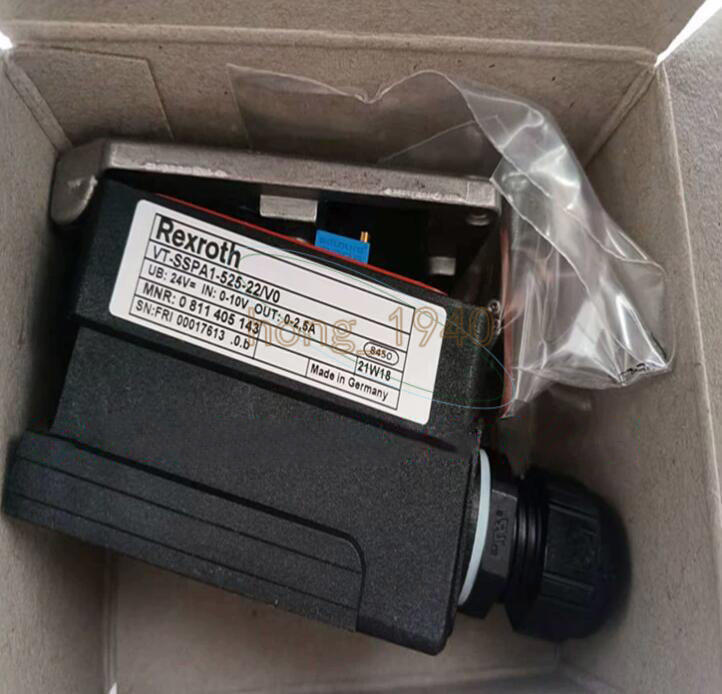 Rexroth
VT-SSPA1-525-22/V0
UB: 24V= IN: 0-10V OUT: 0-2,5A
MNR: 0 811 405 143
8450
SN:FRI 00017613 .0.b
21W18
Made in Germany
hong_1940